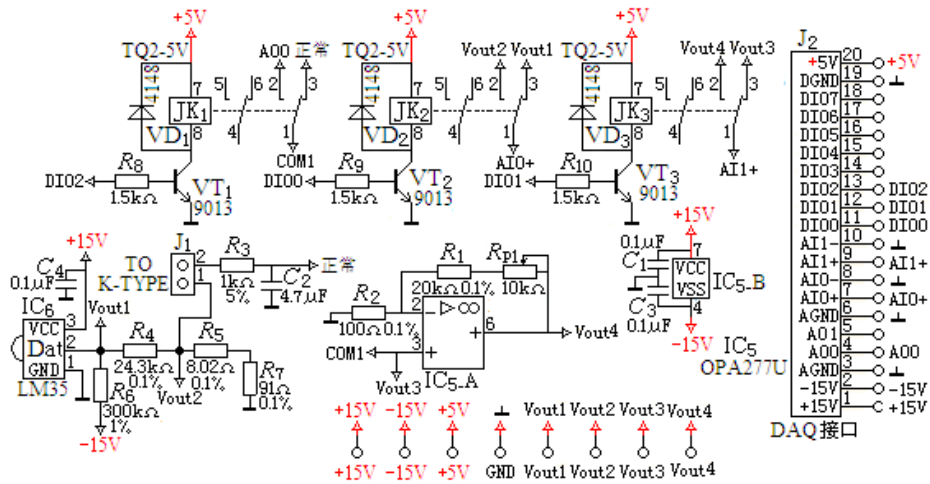 +5V
TQ2-5V
4148
7
JK1
8
VD1
5
6
4
A00
正常
2
3
1
COM1
R8
DIO2
1.5kΩ
VT1
9013
+5V
TQ2-5V
4148
7
JK2
8
VD2
5
6
4
Vout2
Vout1
2
3
1
AI0+
R9
DIO0
1.5kΩ
VT2
9013
+5V
TQ2-5V
4148
7
JK3
8
VD3
5
6
4
Vout4
Vout3
2
3
1
AI1+
R10
DIO1
1.5kΩ
VT3
9013
J2
+5V 20 +5V
DGND 19
DIO7 18
DIO6 17
DIO5 16
DIO4 15
DIO3 14
DIO2 13 DIO2
DIO1 12 DIO1
DIO0 11 DIO0
AI1- 10
AI1+ 9 AI1+
AI0- 8
AI0+ 7 AI0+
AGND 6
A01 5
A00 4 A00
AGND 3
-15V 2 -15V
+15V 1 +15V
DAQ接口
+15V
C4
0.1μF
IC6
VCC 3
Dat 2
GND 1
LM35
Vout1
R4
24.3kΩ
0.1%
R6
300kΩ
1%
-15V
J1
TO
K-TYPE
2
1
R3
1kΩ
5%
C2
4.7μF
正常
R5
8.02Ω
0.1%
Vout2
R7
91Ω
0.1%
R1
20kΩ 0.1%
RP1
10kΩ
R2
100Ω 0.1%
2
▷∞
6
3
COM1
Vout3
IC5-A
Vout4
+15V
0.1μF
7
C1
VCC
VSS
IC5-B
C3
0.1μF
4
-15V
IC5
OPA277U
+15V
-15V
+5V
Vout1
Vout2
Vout3
Vout4
+15V
-15V
+5V
GND
Vout1
Vout2
Vout3
Vout4